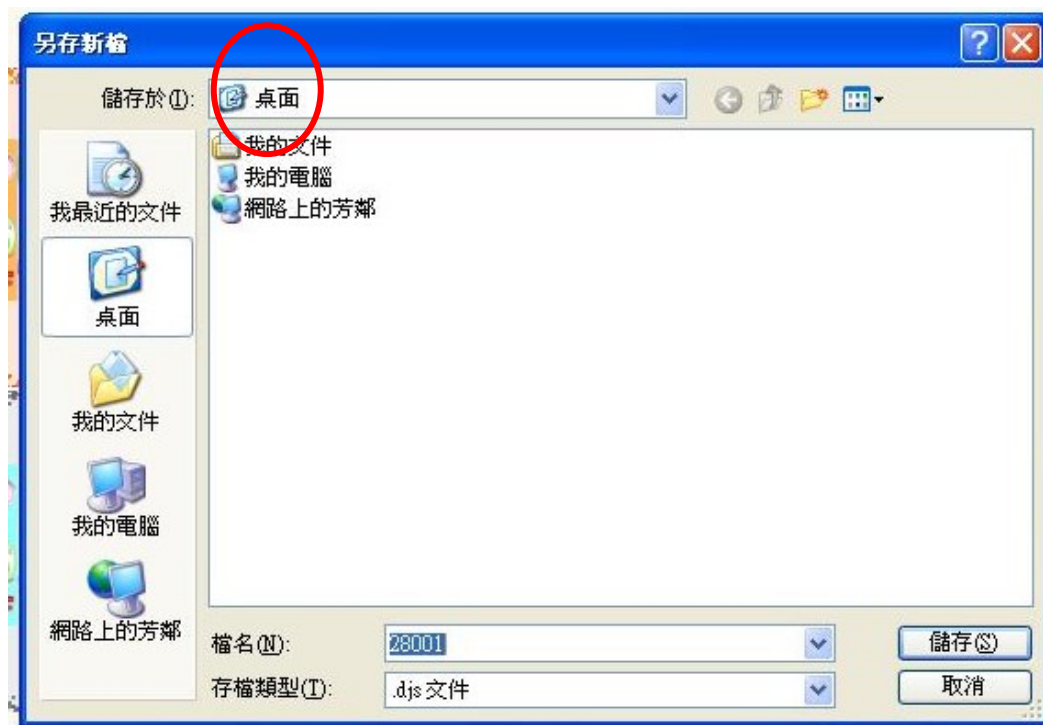 另存新檔
儲存於(I):
桌面
我最近的文件
桌面
我的文件
我的電腦
網路上的芳鄰
我的文件
我的電腦
網路上的芳鄰
檔名(N):
28001
儲存(S)
存檔類型(T):
.djs 文件
取消